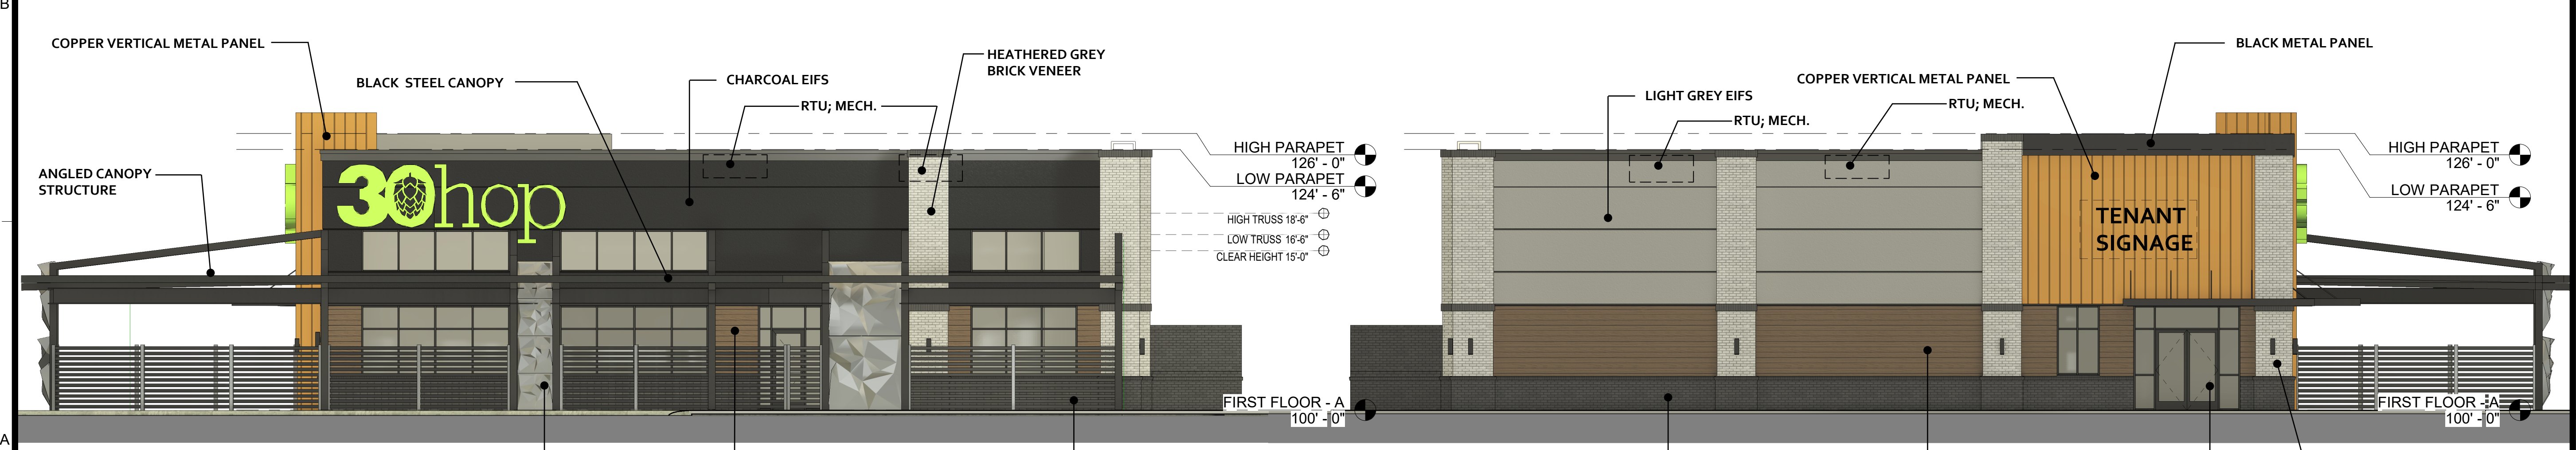 B
COPPER VERTICAL METAL PANEL
BLACK STEEL CANOPY
CHARCOAL EIFS
RTU; MECH.
HEATHERED GREY
BRICK VENEER
ANGLED CANOPY
STRUCTURE
30hop
HIGH PARAPET
126' - 0"
LOW PARAPET
124' - 6"
HIGH TRUSS 18'-6"
LOW TRUSS 16'-6"
CLEAR HEIGHT 15'-0"
FIRST FLOOR - A
100' - 0"
A
LIGHT GREY EIFS
RTU; MECH.
COPPER VERTICAL METAL PANEL
RTU; MECH.
BLACK METAL PANEL
TENANT
SIGNAGE
HIGH PARAPET
126' - 0"
LOW PARAPET
124' - 6"
FIRST FLOOR - A
100' - 0"